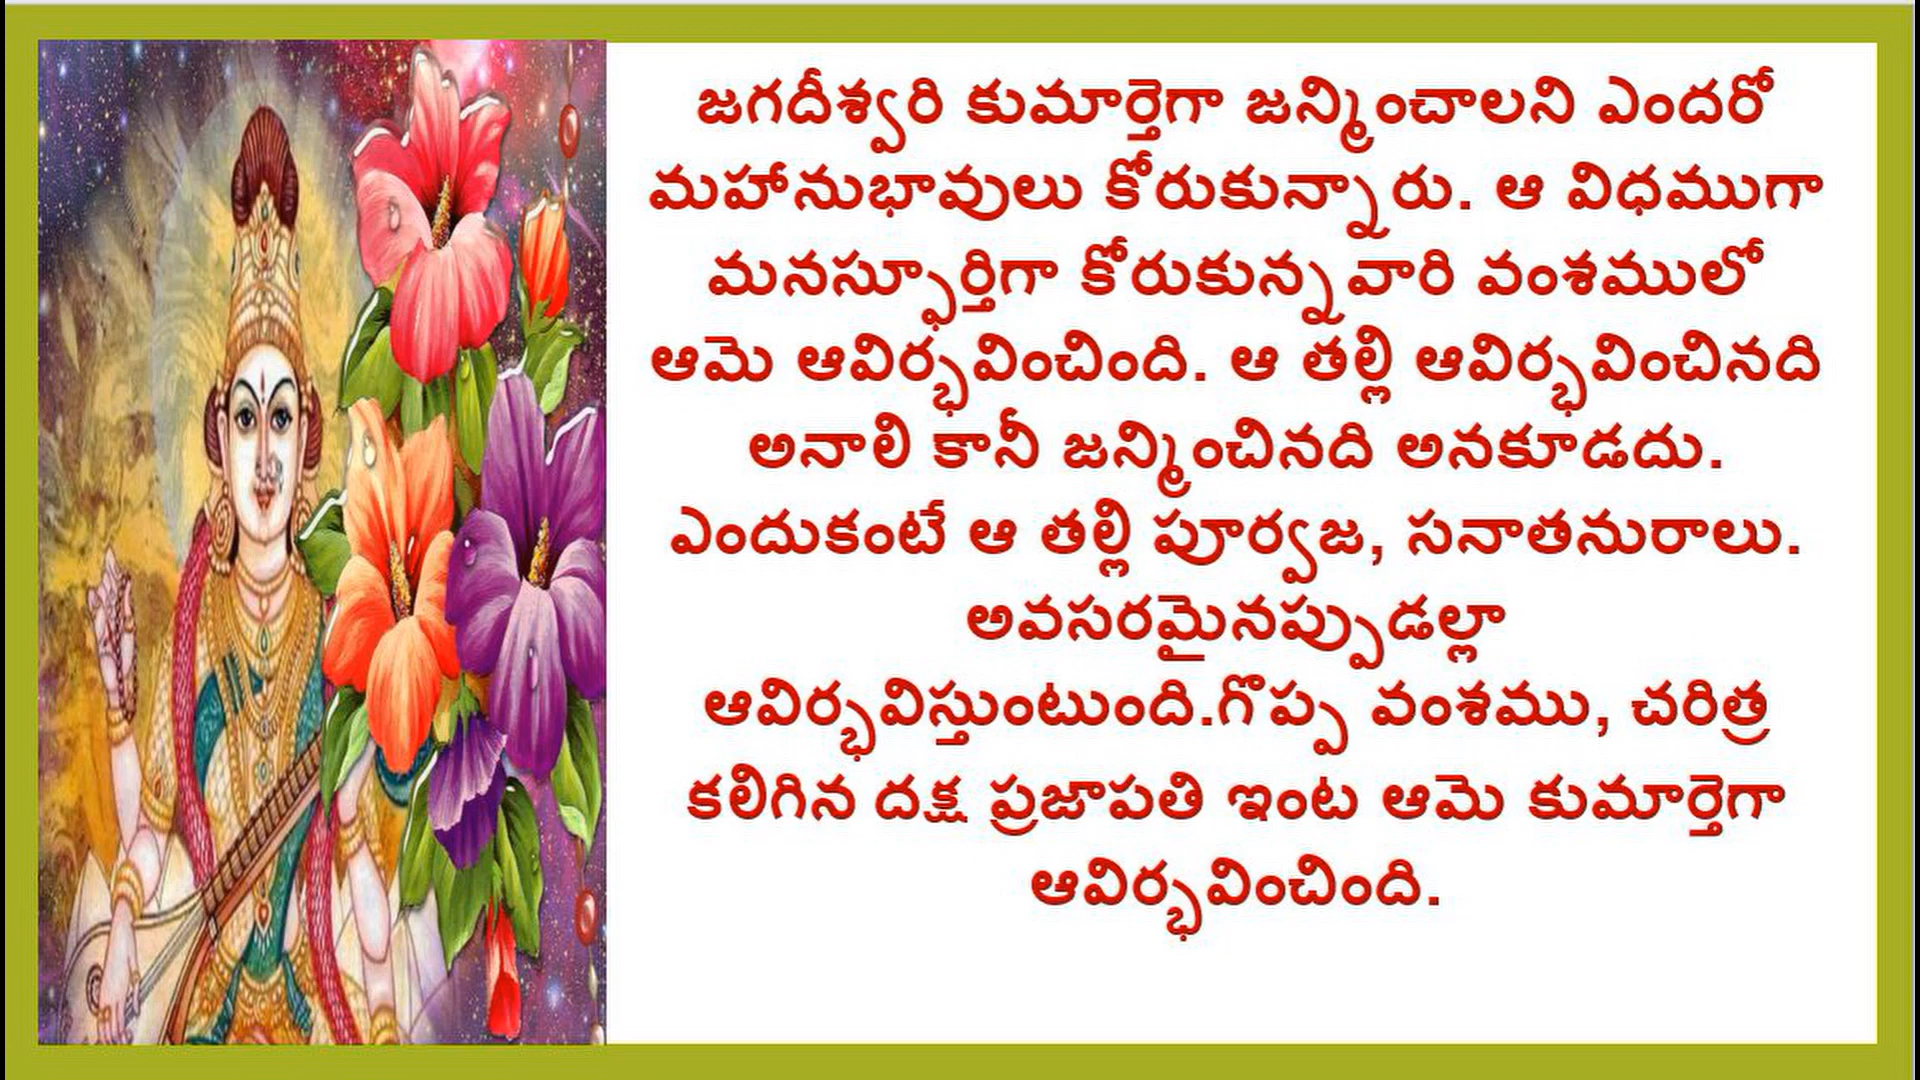 జగదీశ్వరి కుమార్తెగా జన్మించాలని ఎందరో
మహానుభావులు కోరుకున్నారు. ఆ విధముగా
మనస్ఫూర్తిగా కోరుకున్నవారి వంశములో
ఆమె ఆవిర్భవించింది. ఆ తల్లి ఆవిర్భవించినది
అనాలి కానీ జన్మించినది అనకూడదు.
ఎందుకంటే ఆ తల్లి పూర్వజ, సనాతనురాలు.
అవసరమైనప్పుడల్లా
ఆవిర్భవిస్తుంటుంది.గొప్ప వంశము, చరిత్ర
కలిగిన దక్ష ప్రజాపతి ఇంట ఆమె కుమార్తెగా
ఆవిర్భవించింది.